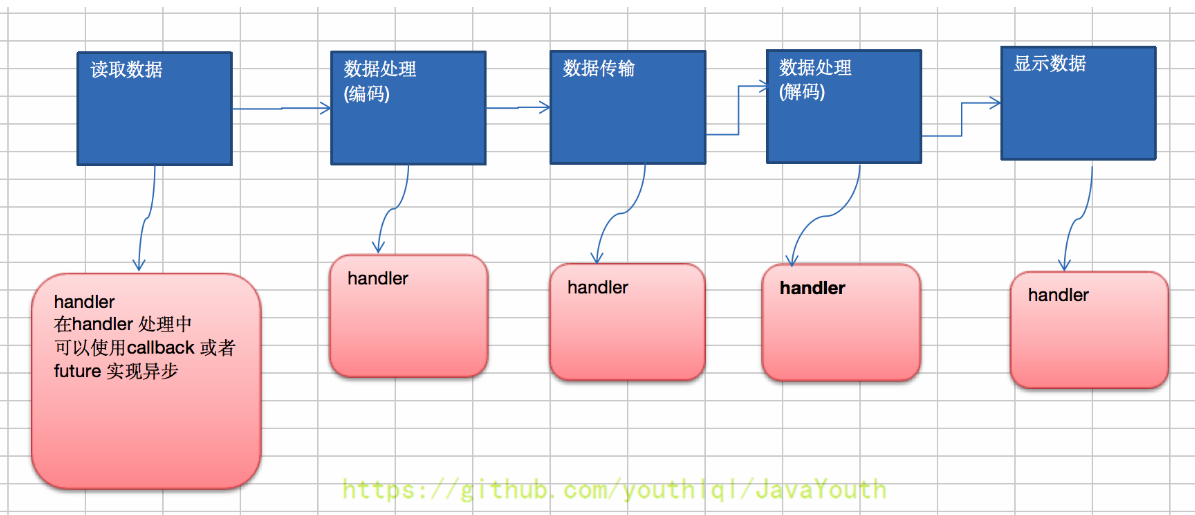 读取数据
数据处理
(编码)
数据传输
数据处理
(解码)
显示数据
handler
在handler 处理中
可以使用callback 或者
future 实现异步
handler
handler
handler
handler
https://github.com/youthlql/JavaYouth